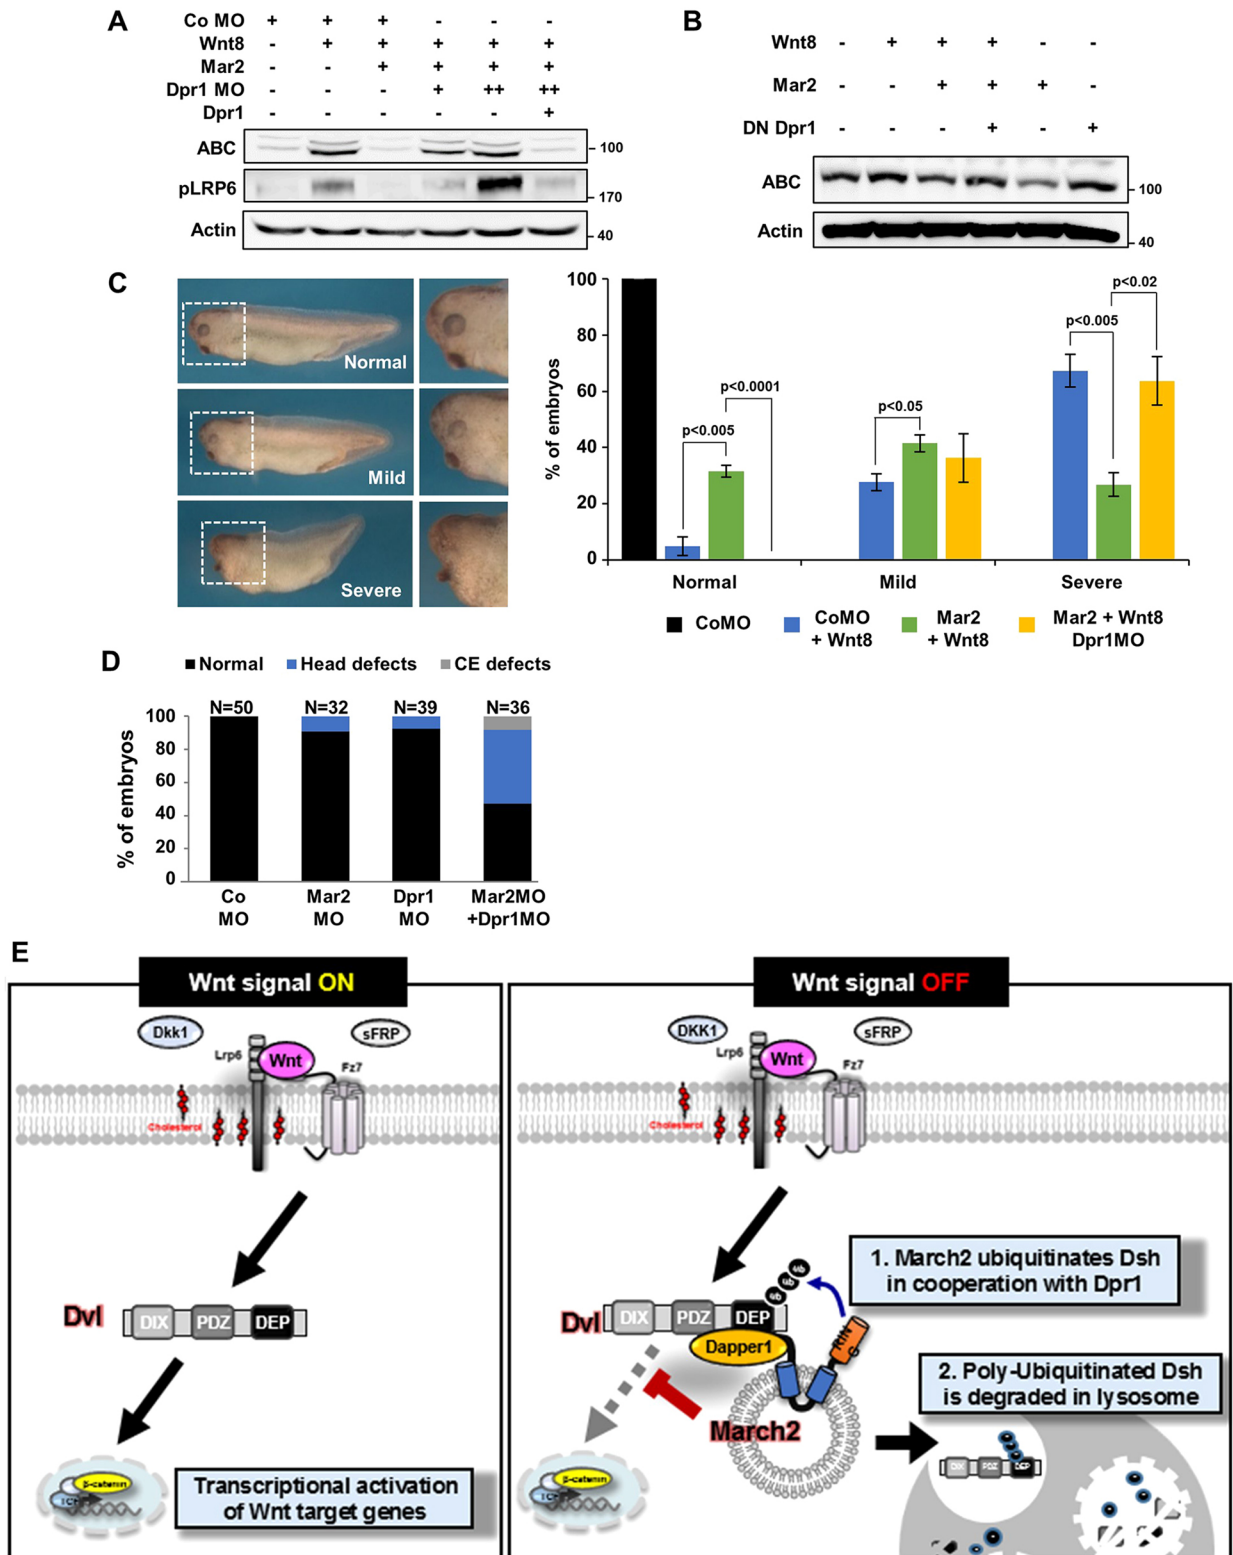 A
Co MO + + + - - -
Wnt8 - + + + + +
Mar2 - - + + + +
Dpr1 MO - - - + ++ ++
Dpr1 - - - - - +
ABC
100
pLRP6
170
Actin
40
B
Wnt8 - + + + - -
Mar2 - - + + + -
DN Dpr1 - - - + - +
ABC
100
Actin
40
C
Normal
Mild
Severe
% of embryos
100
80
60
40
20
0
p<0.005
p<0.0001
p<0.05
p<0.005
p<0.02
Normal Mild Severe
CoMO
CoMO
+ Wnt8
Mar2
+ Wnt8
Mar2 + Wnt8
Dpr1MO
D
Normal Head defects CE defects
N=50 N=32 N=39 N=36
% of embryos
100
80
60
40
20
0
Co
MO
Mar2
MO
Dpr1
MO
Mar2MO
+Dpr1MO
E
Wnt signal ON
Dkk1
sFRP
Lrp6
Wnt
Fz7
Cholesterol
Dvl
DIX PDZ DEP
β-catenin
TCF
Transcriptional activation
of Wnt target genes
Wnt signal OFF
DKK1
sFRP
Lrp6
Wnt
Fz7
Cholesterol
1. March2 ubiquitinates Dsh
in cooperation with Dpr1
ub
ub
ub
Dvl
DIX PDZ DEP
Dapper1
RING
March2
2. Poly-Ubiquitinated Dsh
is degraded in lysosome
DIX PDZ DEP
β-catenin
TCF